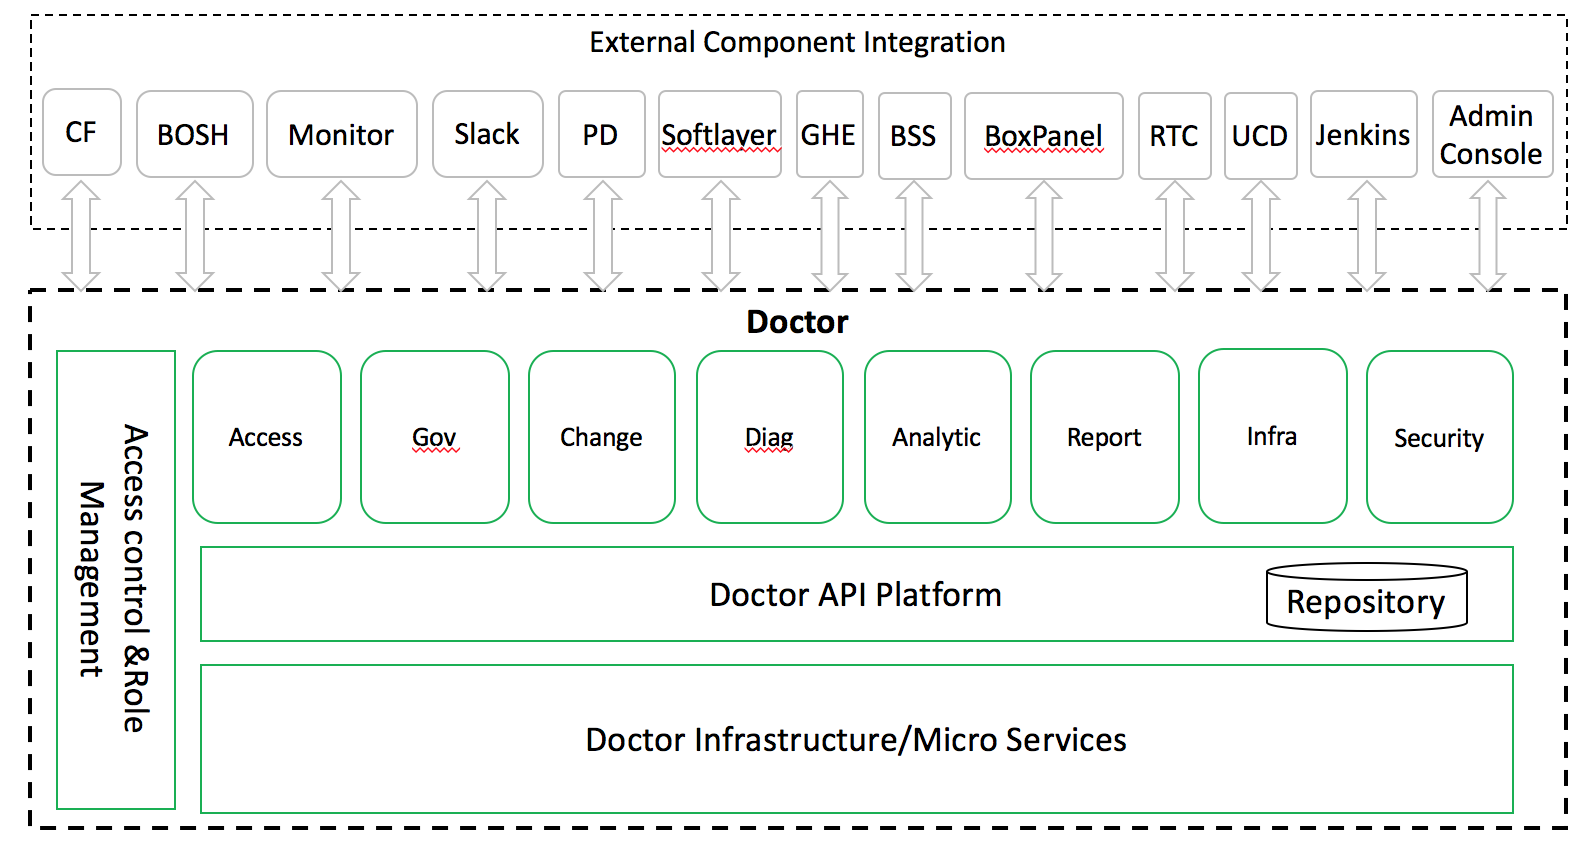 External Component Integration
CF
BOSH
Monitor
Slack
PD
Softlayer
GHE
BSS
BoxPanel
RTC
UCD
Jenkins
Admin
Console
Doctor
Access control &Role
Management
Access
Gov
Change
Diag
Analytic
Report
Infra
Security
Doctor API Platform
Repository
Doctor Infrastructure/Micro Services